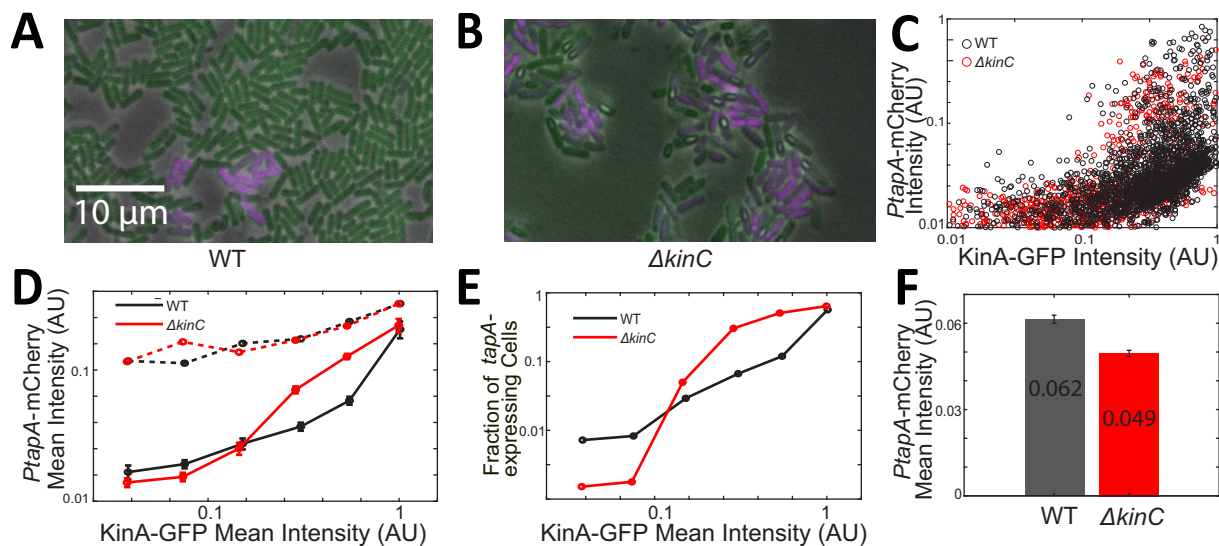 A
10 μm
WT
B
ΔkinC
C
PtapA-mCherry
Intensity (AU)
1
0.1
0.01
WT
ΔkinC
0.01
0.1
1
KinA-GFP Intensity (AU)
D
PtapA-mCherry
Mean Intensity (AU)
0.1
0.01
WT
ΔkinC
0.1
1
KinA-GFP Mean Intensity (AU)
E
Fraction of tapA-
expressing Cells
1
0.1
0.01
WT
ΔkinC
0.1
1
KinA-GFP Mean Intensity (AU)
F
PtapA-mCherry
Mean Intensity (AU)
0.06
0.03
0
0.062
0.049
WT
ΔkinC